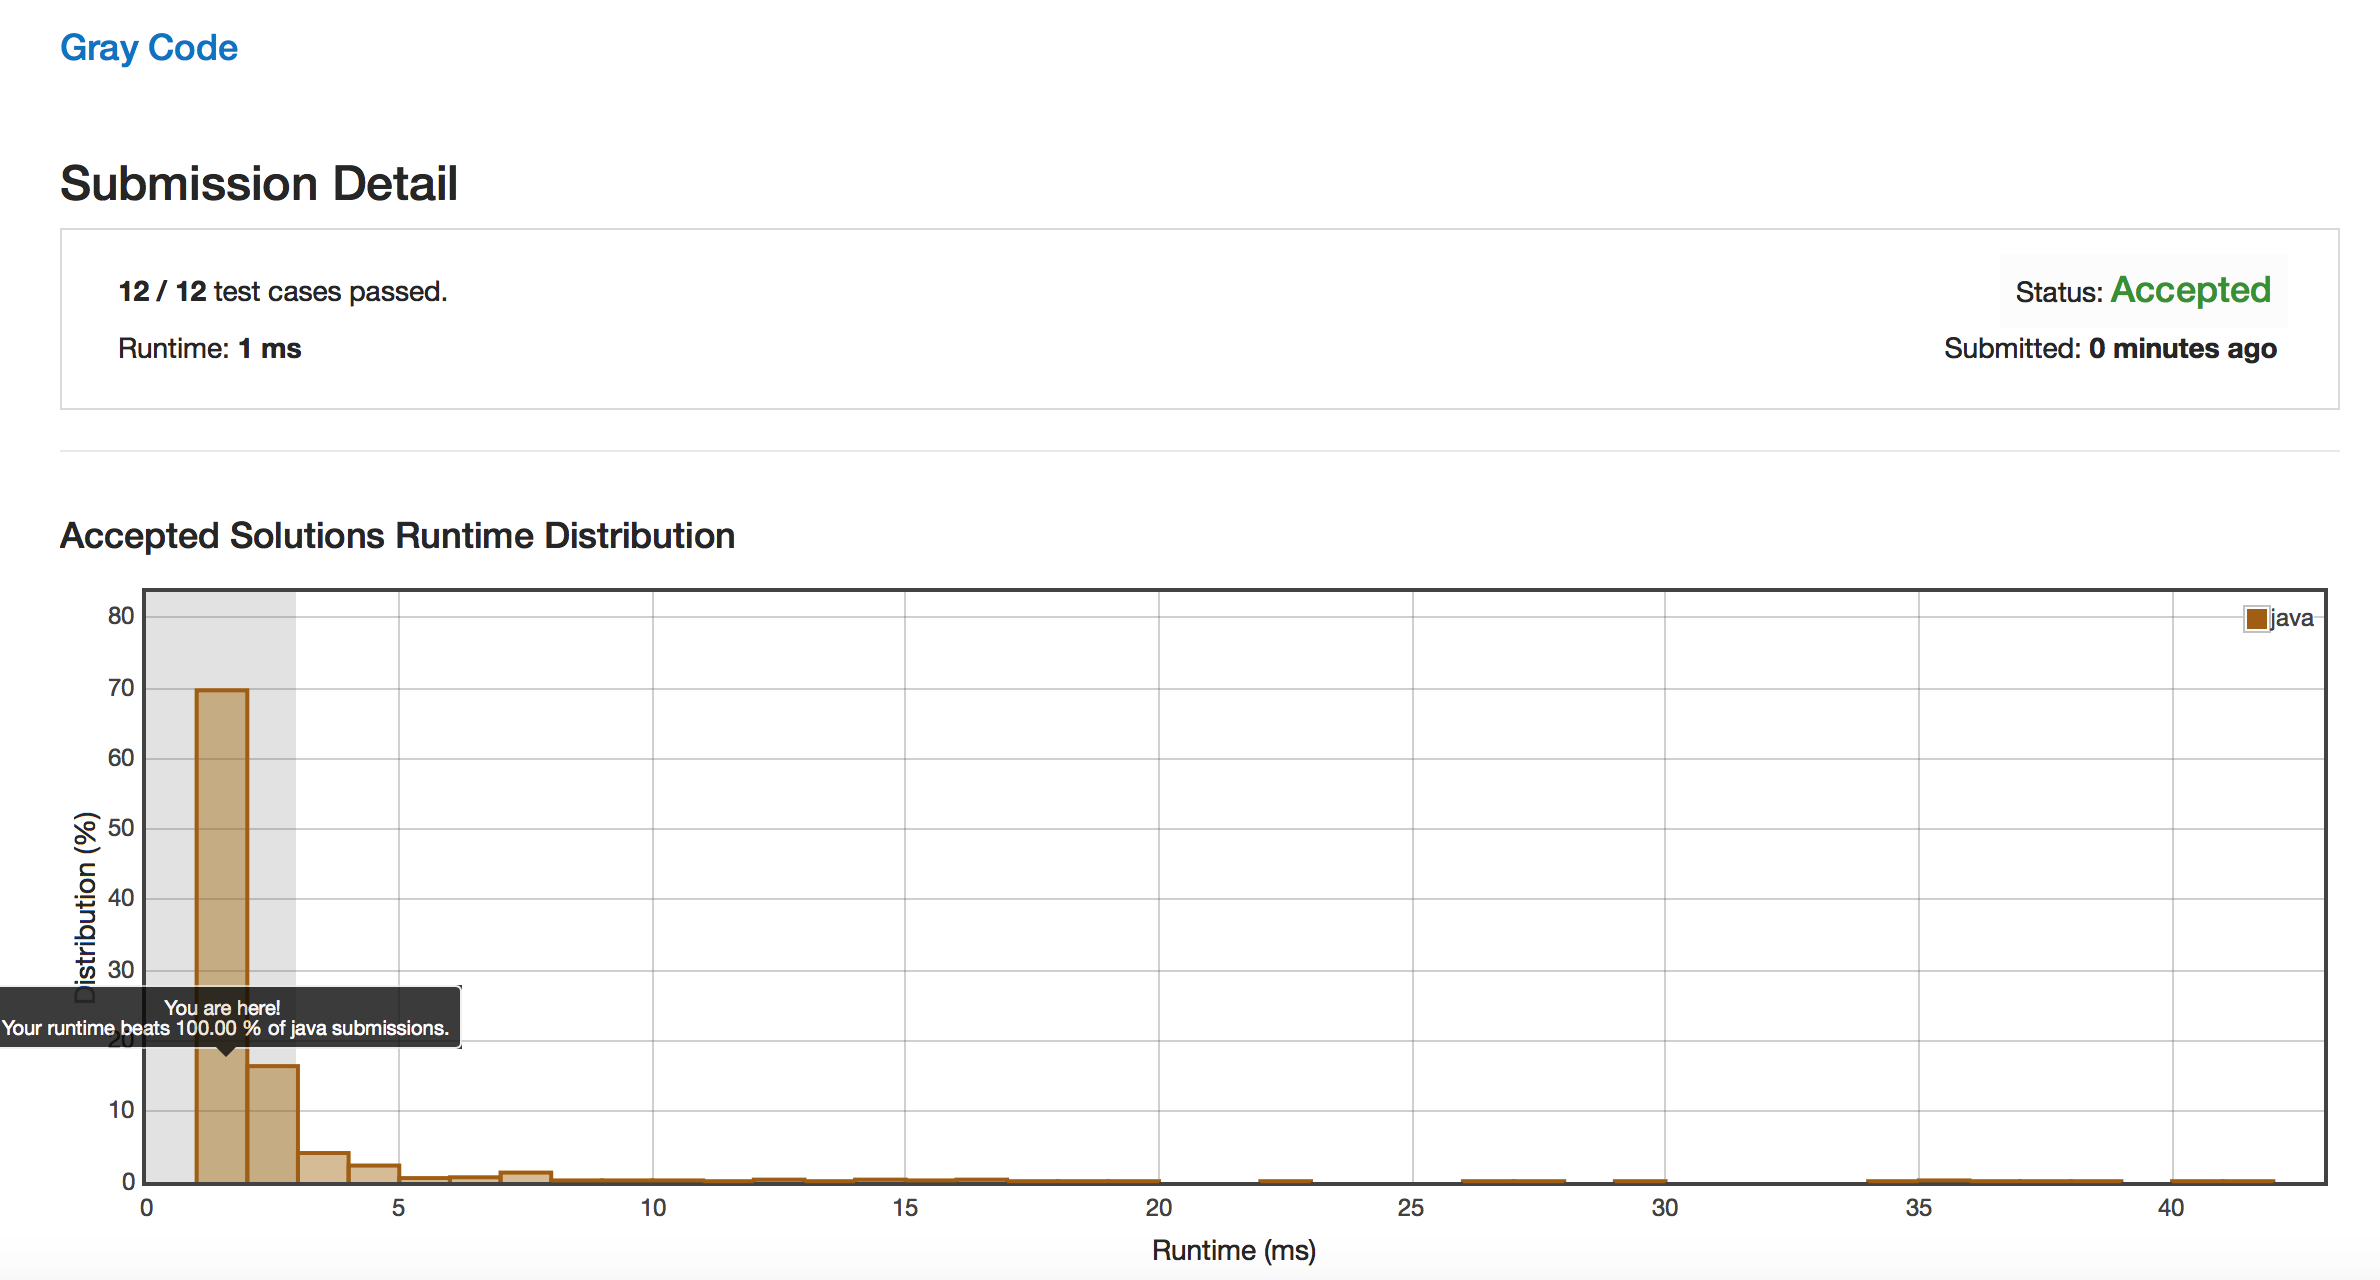 Gray Code
Submission Detail
12 / 12 test cases passed.
Status: Accepted
Runtime: 1 ms
Submitted: 0 minutes ago
Accepted Solutions Runtime Distribution
80
70
60
50
40
30
20
10
0
Distribution (%)
java
You are here!
Your runtime beats 100.00 % of java submissions.
0 5 10 15 20 25 30 35 40
Runtime (ms)